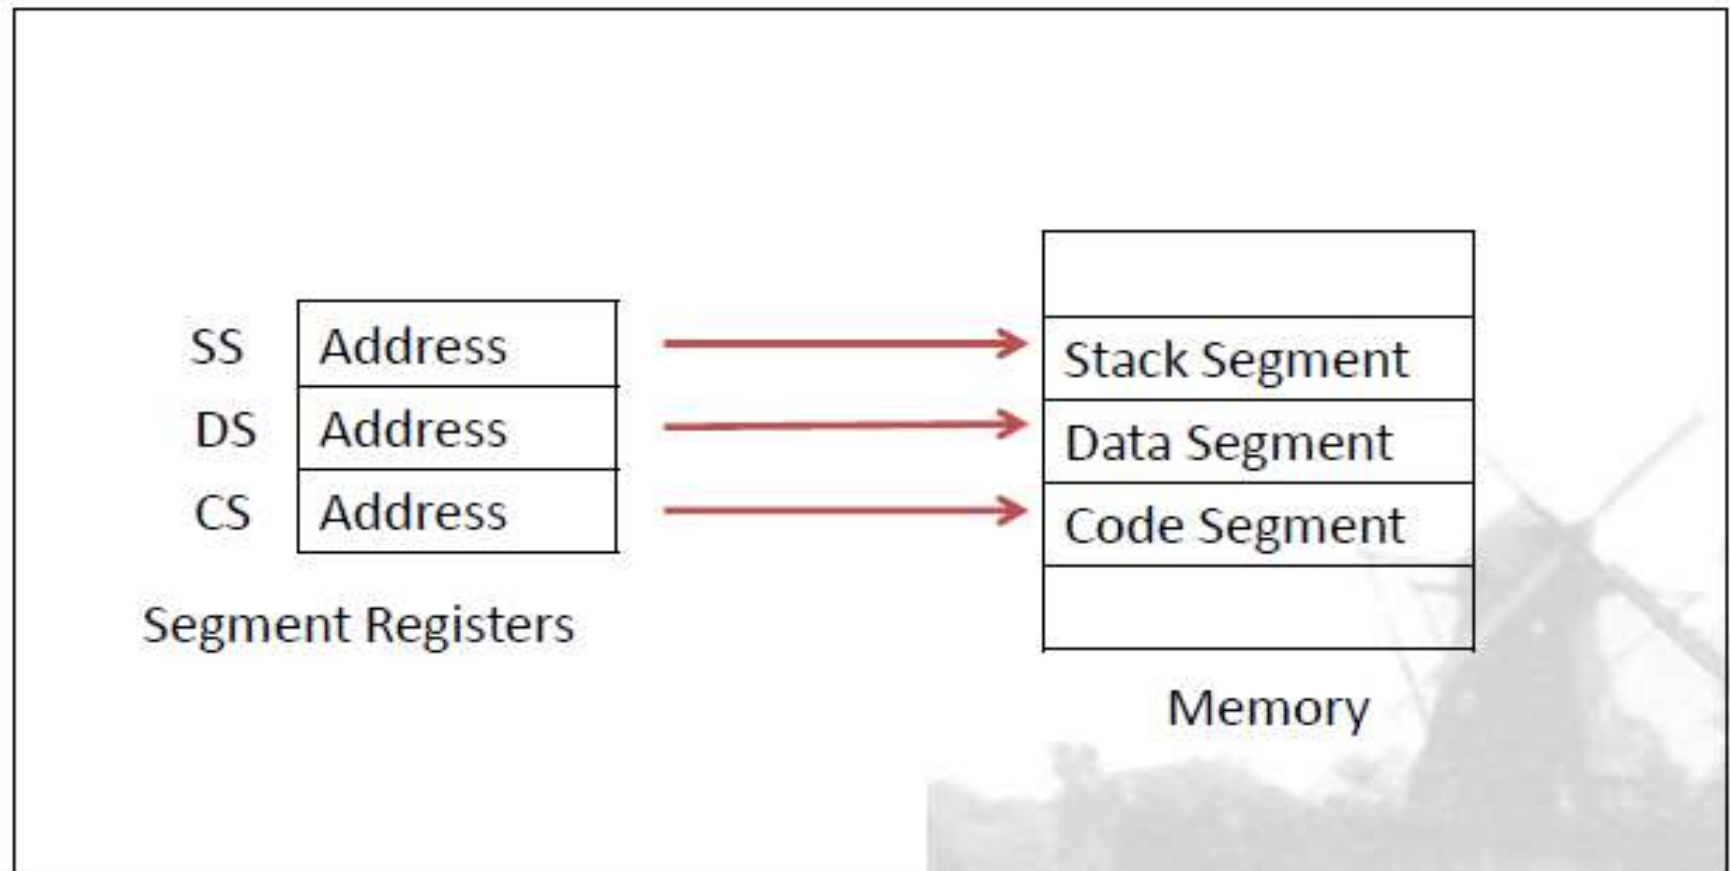 SS Address Stack Segment
DS Address Data Segment
CS Address Code Segment
Segment Registers
Memory